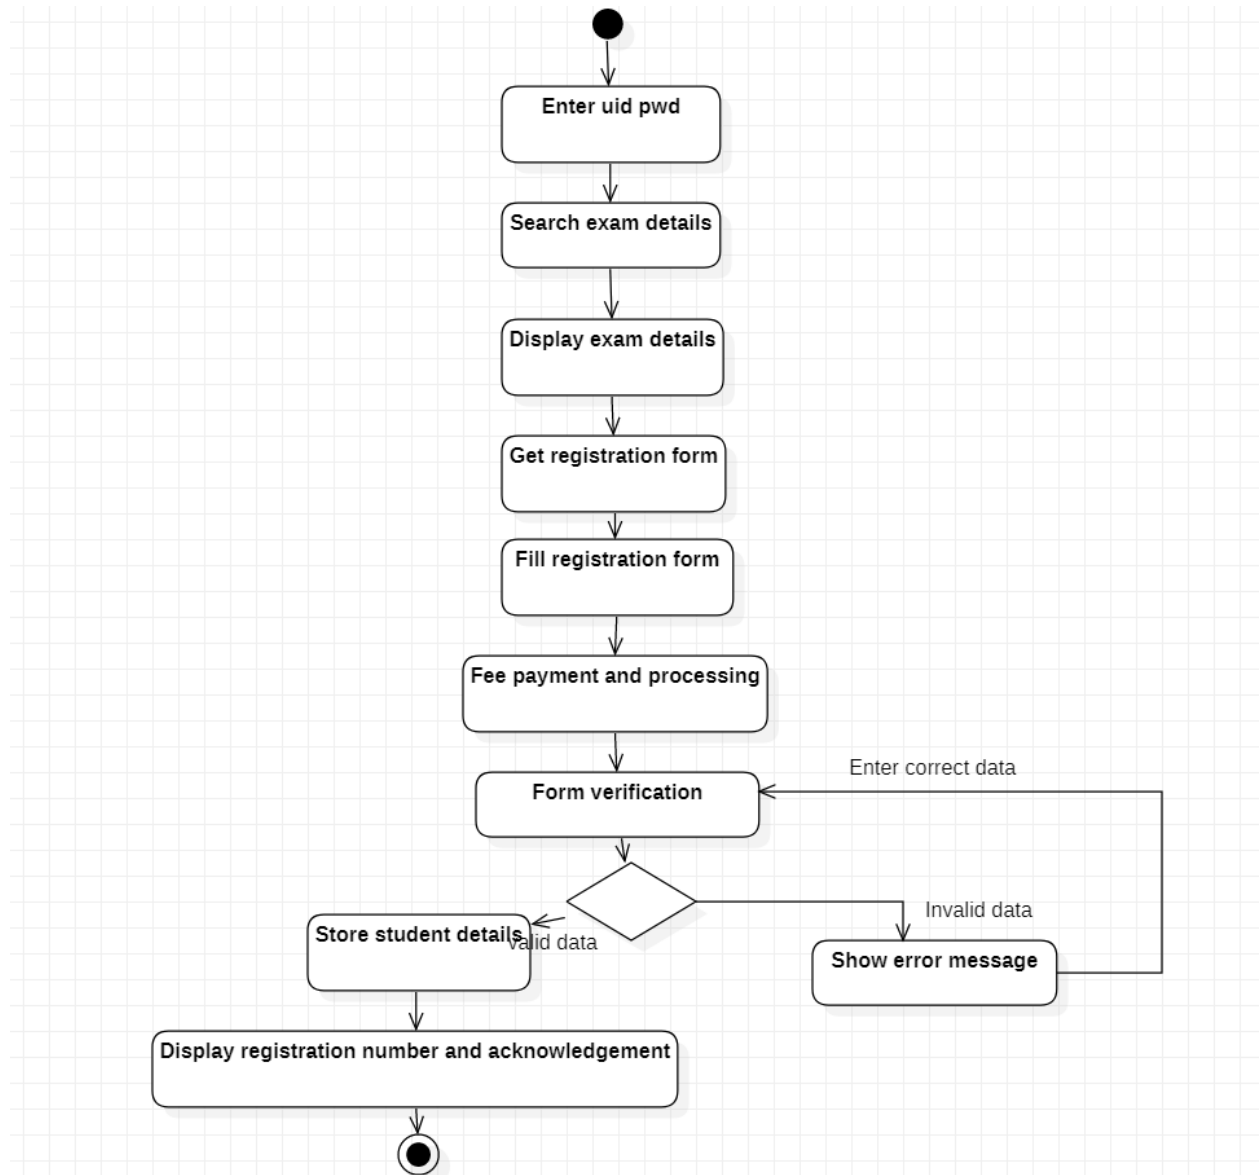 Enter uid pwd
Search exam details
Display exam details
Get registration form
Fill registration form
Fee payment and processing
Enter correct data
Form verification
Invalid data
Store student details
valid data
Show error message
Display registration number and acknowledgement